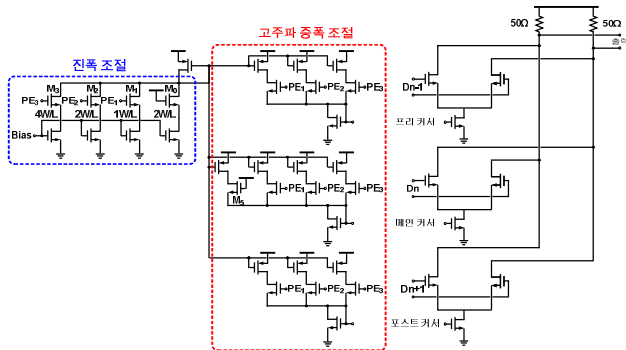 진폭 조절
고주파 증폭 조절
50Ω 50Ω
출력
M3 M2 M1 M0
PE3 PE2 PE1
4W/L 2W/L 1W/L 2W/L
Bias
PE1 PE2 PE3
Dn-1
프리 커서
M5
PE1 PE2 PE3
Dn
메인 커서
PE1 PE2 PE3
Dn+1
포스트 커서